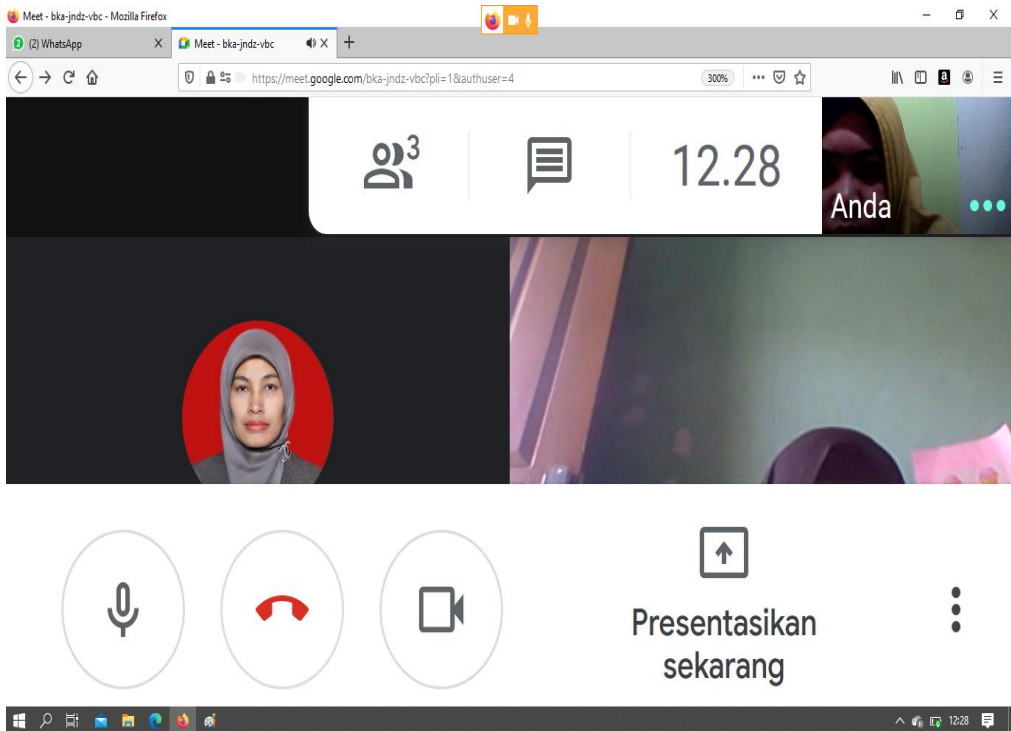 Meet - bka-jndz-vbc - Mozilla Firefox
(2) WhatsApp
Meet - bka-jndz-vbc
https://meet.google.com/bka-jndz-vbc?pli=1&authuser=4
300%
3
12.28
Anda
Presentasikan
sekarang
12:28